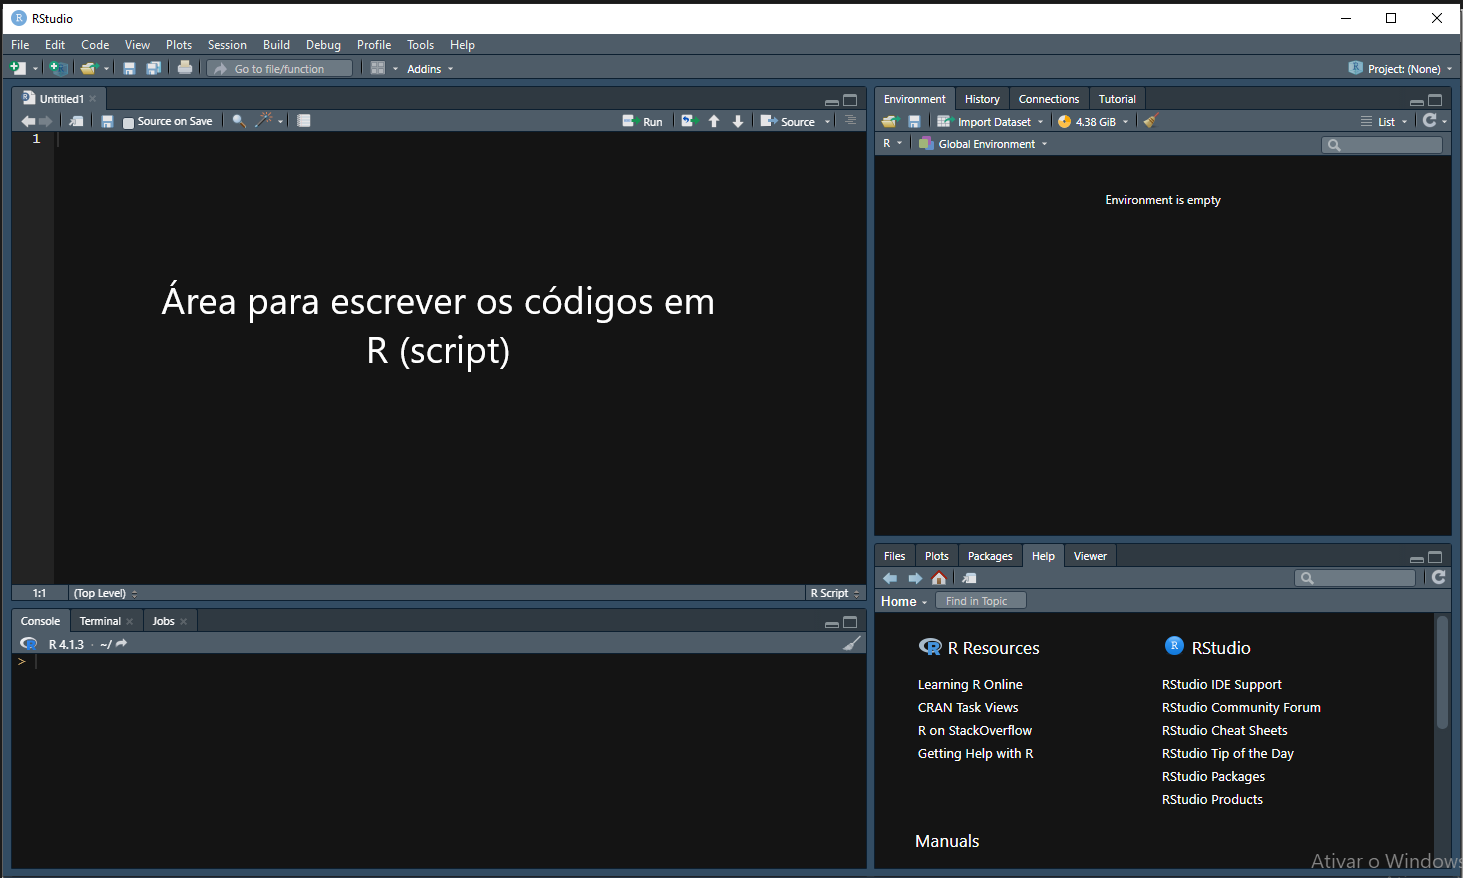 RStudio
File Edit Code View Plots Session Build Debug Profile Tools Help
Go to file/function Addins Project: (None)
Untitled1
Source on Save Run Source
1
Área para escrever os códigos em
R (script)
1:1 (Top Level) R Script
Console Terminal Jobs
R 4.1.3 · ~/
>
Environment History Connections Tutorial
Import Dataset 4.38 GiB List
R Global Environment
Environment is empty
Files Plots Packages Help Viewer
Home Find in Topic
R Resources
Learning R Online
CRAN Task Views
R on StackOverflow
Getting Help with R
RStudio
RStudio IDE Support
RStudio Community Forum
RStudio Cheat Sheets
RStudio Tip of the Day
RStudio Packages
RStudio Products
Manuals
Ativar o Windows